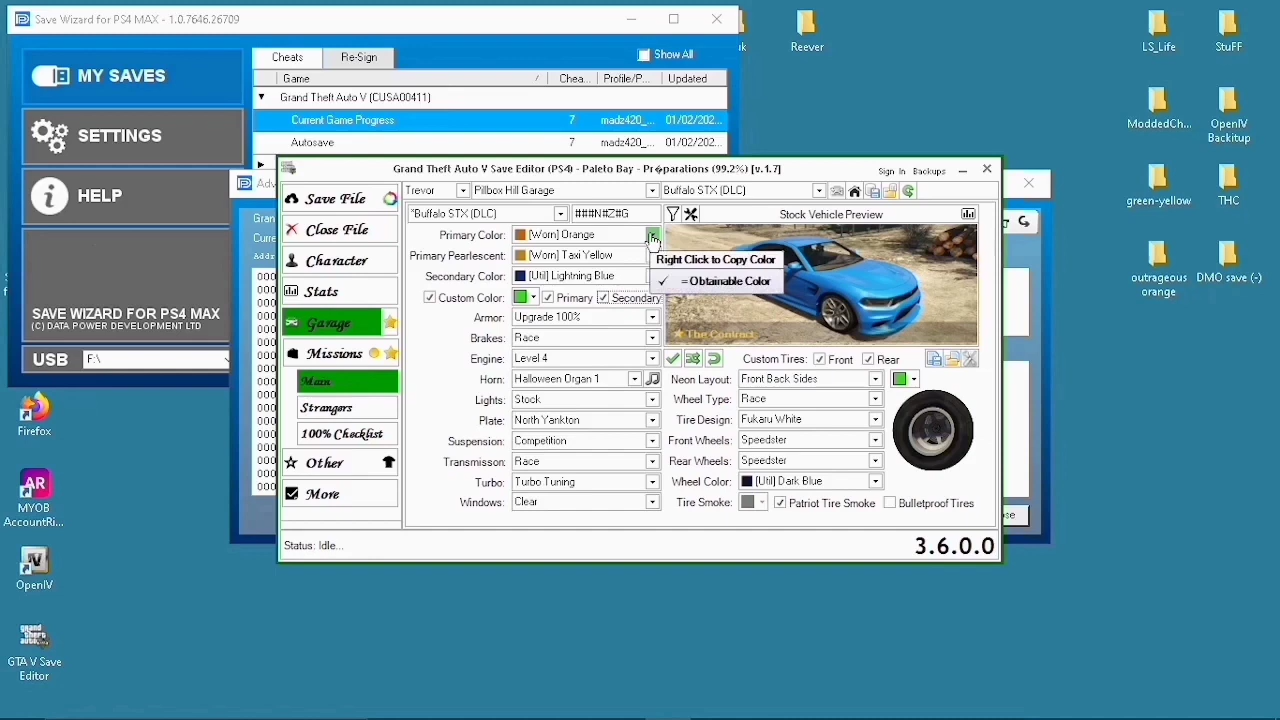 Save Wizard for PS4 MAX - 1.0.7646.26709
MY SAVES
SETTINGS
HELP
SAVE WIZARD FOR PS4 MAX
(C) DATA POWER DEVELOPMENT LTD
USB F:\
Cheats Re-Sign Show All
Game Chea... Profile/P... Updated
Grand Theft Auto V (CUSA00411)
Current Game Progress 7 madz420_... 01/02/202...
Autosave 7 madz420_... 01/02/202...
Reever
LS_Life
StuFF
ModdedCh...
OpenIV Backitup
green-yellow
THC
outrageous orange
DMO save (-)
Firefox
MYOB AccountRi...
OpenIV
GTA V Save Editor
Grand Theft Auto V Save Editor (PS4) - Paleto Bay - Pr�parations (99.2%) [v.1.7]
Sign In Backups
Save File
Close File
Character
Stats
Garage
Missions
Main
Strangers
100% Checklist
Other
More
Trevor Pillbox Hill Garage Buffalo STX (DLC)
*Buffalo STX (DLC) ###N#Z#G Stock Vehicle Preview
Primary Color: [Worn] Orange
Primary Pearlescent: [Worn] Taxi Yellow
Secondary Color: [Util] Lightning Blue
Custom Color: Primary Secondary
Right Click to Copy Color
✓ = Obtainable Color
The Contract
Armor: Upgrade 100%
Brakes: Race
Engine: Level 4
Horn: Halloween Organ 1
Lights: Stock
Plate: North Yankton
Suspension: Competition
Transmisson: Race
Turbo: Turbo Tuning
Windows: Clear
Custom Tires: Front Rear
Neon Layout: Front Back Sides
Wheel Type: Race
Tire Design: Fukaru White
Front Wheels: Speedster
Rear Wheels: Speedster
Wheel Color: [Util] Dark Blue
Tire Smoke: Patriot Tire Smoke Bulletproof Tires
Status: Idle...
3.6.0.0